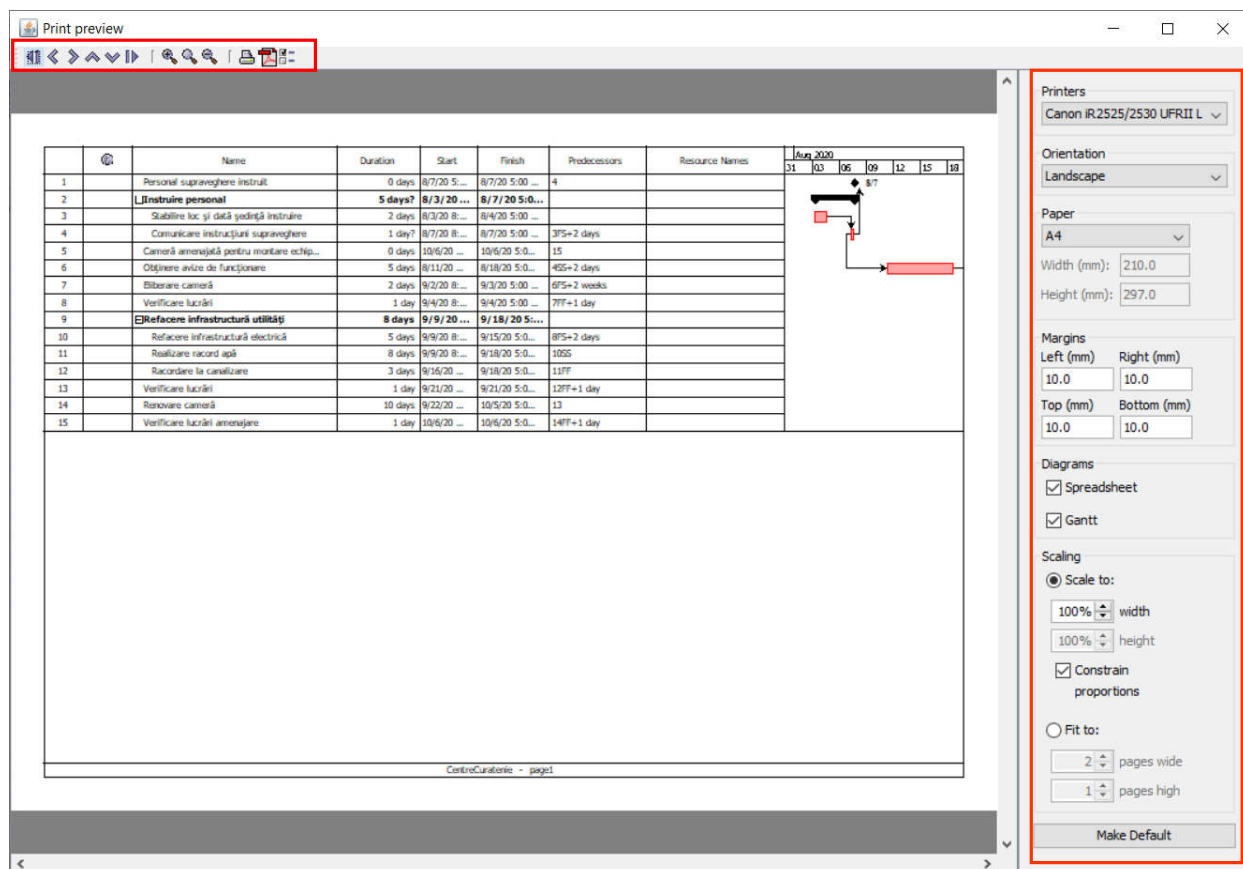 Print preview
Name Duration Start Finish Predecessors Resource Names Aug 2020
31 03 06 09 12 15 18
1 Personal supraveghere instruit 0 days 8/7/20 5:... 8/7/20 5:00 ... 4 8/7
2 Instruire personal 5 days? 8/3/20 ... 8/7/20 5:0...
3 Stabilire loc și dată ședință instruire 2 days 8/3/20 8:... 8/4/20 5:00 ...
4 Comunicare instrucțiuni supraveghere 1 day? 8/7/20 8:... 8/7/20 5:00 ... 3FS+2 days
5 Cameră amenajată pentru montare echip... 0 days 10/6/20 ... 10/6/20 5:0... 15
6 Obținere avize de funcționare 5 days 8/11/20 ... 8/18/20 5:0... 4SS+2 days
7 Eliberare cameră 2 days 9/2/20 8:... 9/3/20 5:00 ... 6FS+2 weeks
8 Verificare lucrări 1 day 9/4/20 8:... 9/4/20 5:00 ... 7FF+1 day
9 Refacere infrastructură utilități 8 days 9/9/20 ... 9/18/20 5:...
10 Refacere infrastructură electrică 5 days 9/9/20 8:... 9/15/20 5:0... 8FS+2 days
11 Realizare racord apă 8 days 9/9/20 8:... 9/18/20 5:0... 10SS
12 Racordare la canalizare 3 days 9/16/20 ... 9/18/20 5:0... 11FF
13 Verificare lucrări 1 day 9/21/20 ... 9/21/20 5:0... 12FF+1 day
14 Renovare cameră 10 days 9/22/20 ... 10/5/20 5:0... 13
15 Verificare lucrări amenajare 1 day 10/6/20 ... 10/6/20 5:0... 14FF+1 day
CentreCuratenie - page1
Printers
Canon iR2525/2530 UFRII L
Orientation
Landscape
Paper
A4
Width (mm): 210.0
Height (mm): 297.0
Margins
Left (mm) Right (mm)
10.0 10.0
Top (mm) Bottom (mm)
10.0 10.0
Diagrams
Spreadsheet
Gantt
Scaling
Scale to:
100% width
100% height
Constrain
proportions
Fit to:
2 pages wide
1 pages high
Make Default